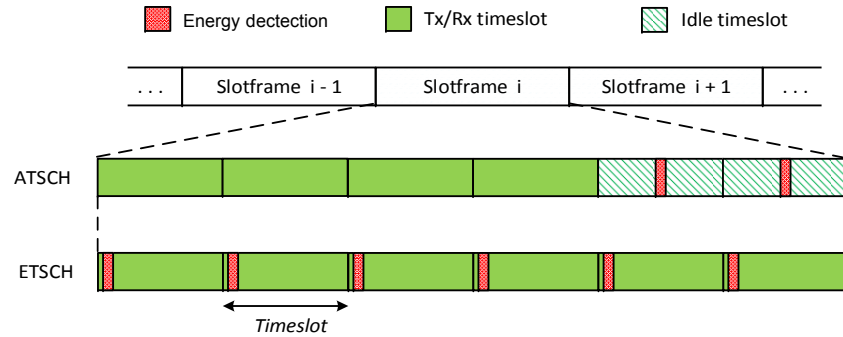 Energy dectection
Tx/Rx timeslot
Idle timeslot
. . .
Slotframe i - 1
Slotframe i
Slotframe i + 1
. . .
ATSCH
ETSCH
Timeslot